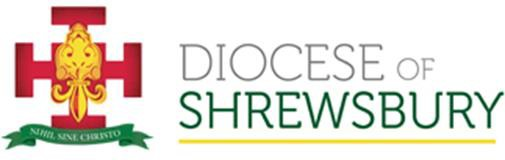 DIOCESE OF
SHREWSBURY
NIHIL SINE CHRISTO